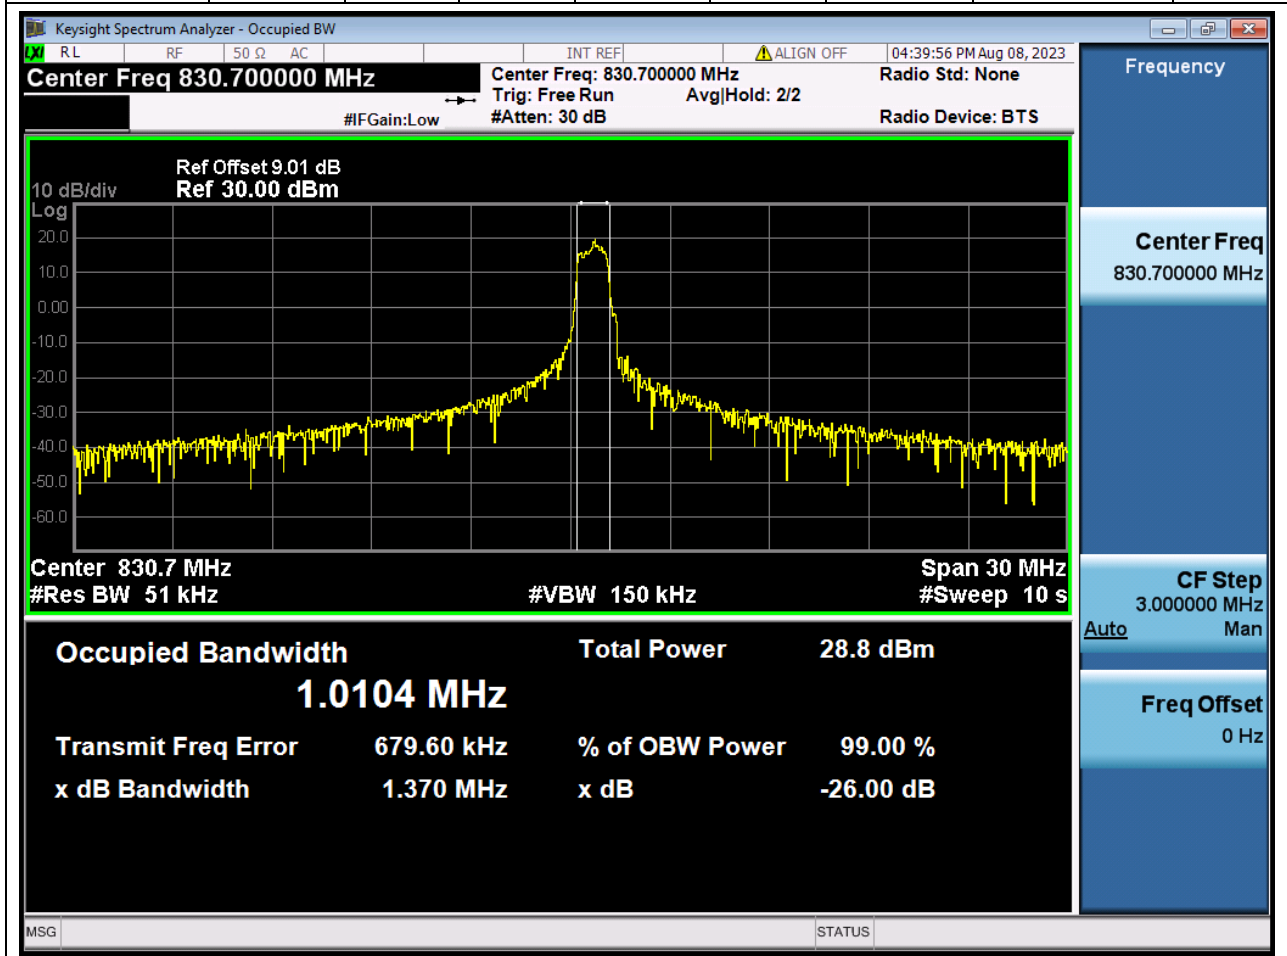 Keysight Spectrum Analyzer - Occupied BW
LXI RL RF 50 Ω AC INT REF ALIGN OFF 04:39:56 PM Aug 08, 2023
Center Freq 830.700000 MHz
Center Freq: 830.700000 MHz Radio Std: None
Trig: Free Run Avg|Hold: 2/2
#IFGain:Low #Atten: 30 dB Radio Device: BTS
Ref Offset 9.01 dB
10 dB/div Ref 30.00 dBm
Log
20.0
10.0
0.00
-10.0
-20.0
-30.0
-40.0
-50.0
-60.0
Center 830.7 MHz Span 30 MHz
#Res BW 51 kHz #VBW 150 kHz #Sweep 10 s
Occupied Bandwidth Total Power 28.8 dBm
1.0104 MHz
Transmit Freq Error 679.60 kHz % of OBW Power 99.00 %
x dB Bandwidth 1.370 MHz x dB -26.00 dB
MSG STATUS
Frequency
Center Freq
830.700000 MHz
CF Step
3.000000 MHz
Auto Man
Freq Offset
0 Hz